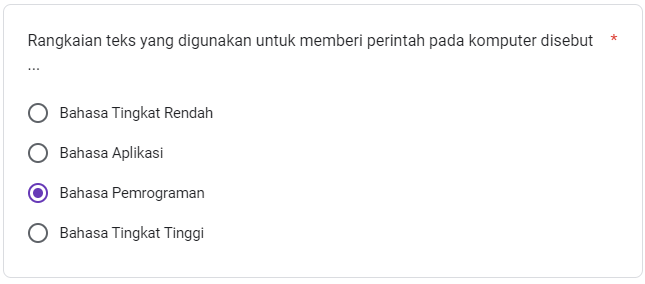 Rangkaian teks yang digunakan untuk memberi perintah pada komputer disebut *
...
Bahasa Tingkat Rendah
Bahasa Aplikasi
Bahasa Pemrograman
Bahasa Tingkat Tinggi